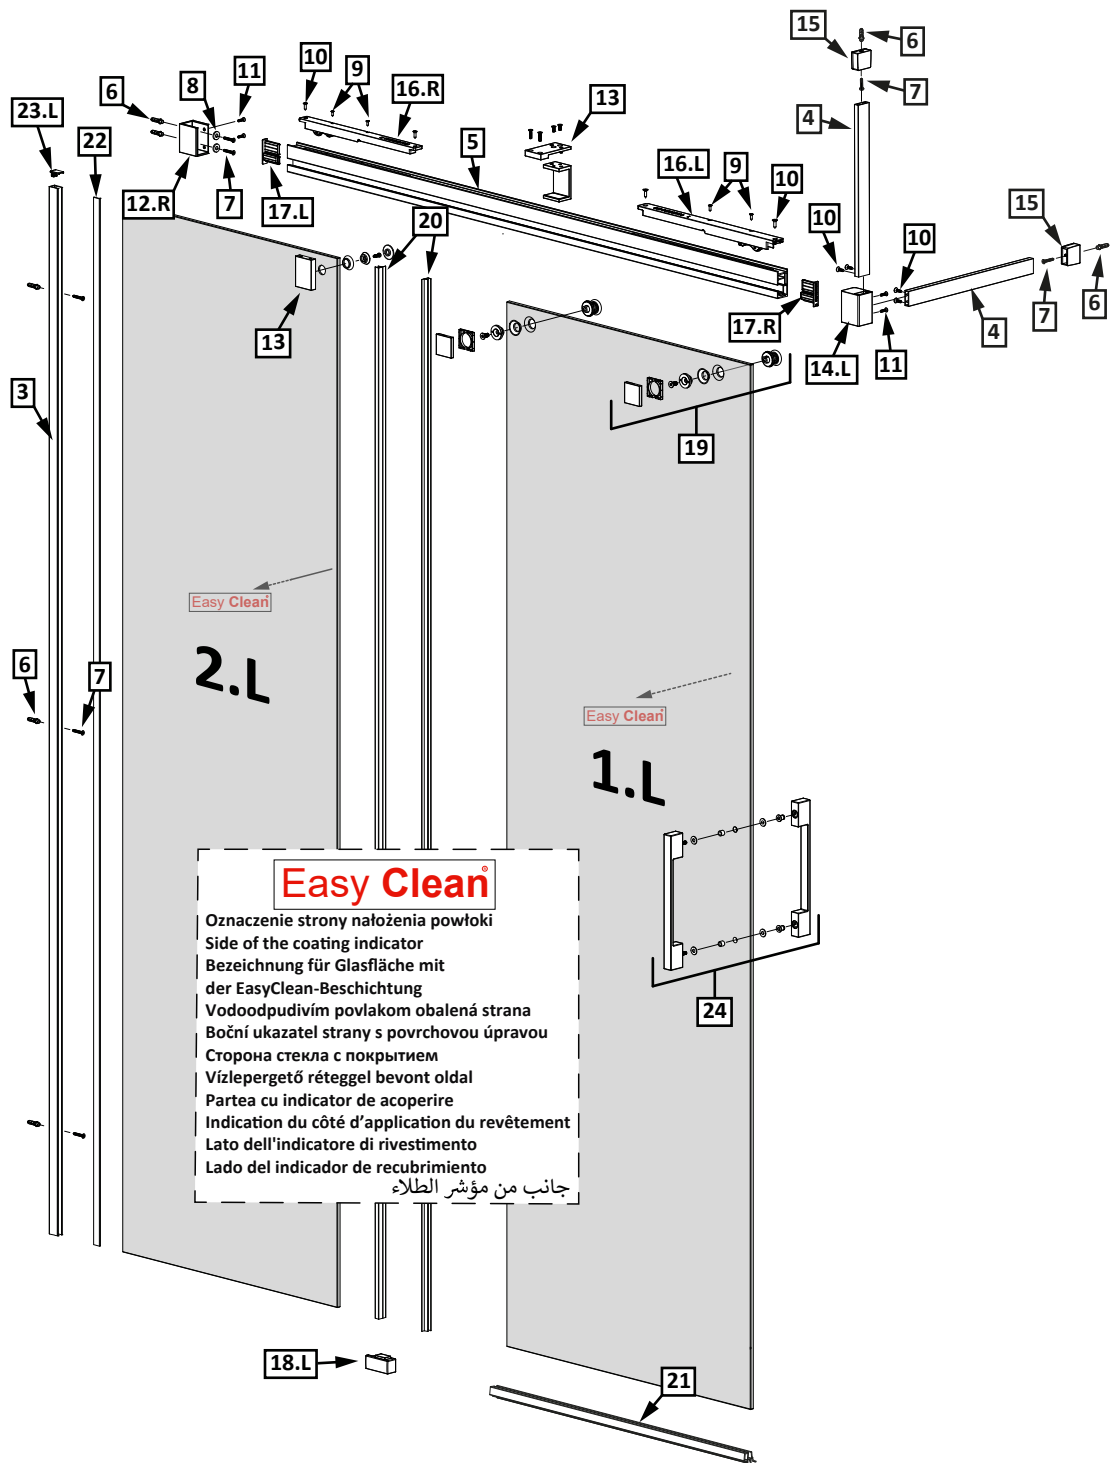 15
6
10
9
11
16.R
8
6
13
7
23.L
22
4
5
16.L
9
10
12.R
7
17.L
20
15
10
10
13
17.R
4
7
6
14.L
11
3
19
Easy Clean
2.L
6
7
Easy Clean
1.L
Easy Clean®
Oznaczenie strony nałożenia powłoki
Side of the coating indicator
Bezeichnung für Glasfläche mit
der EasyClean-Beschichtung
Vodoodpudivím povlakom obalená strana
Boční ukazatel strany s povrchovou úpravou
Сторона стекла с покрытием
Vízlepergető réteggel bevont oldal
Partea cu indicator de acoperire
Indication du côté d’application du revêtement
Lato dell'indicatore di rivestimento
Lado del indicador de recubrimiento
جانب من مؤشر الطلاء
24
18.L
21